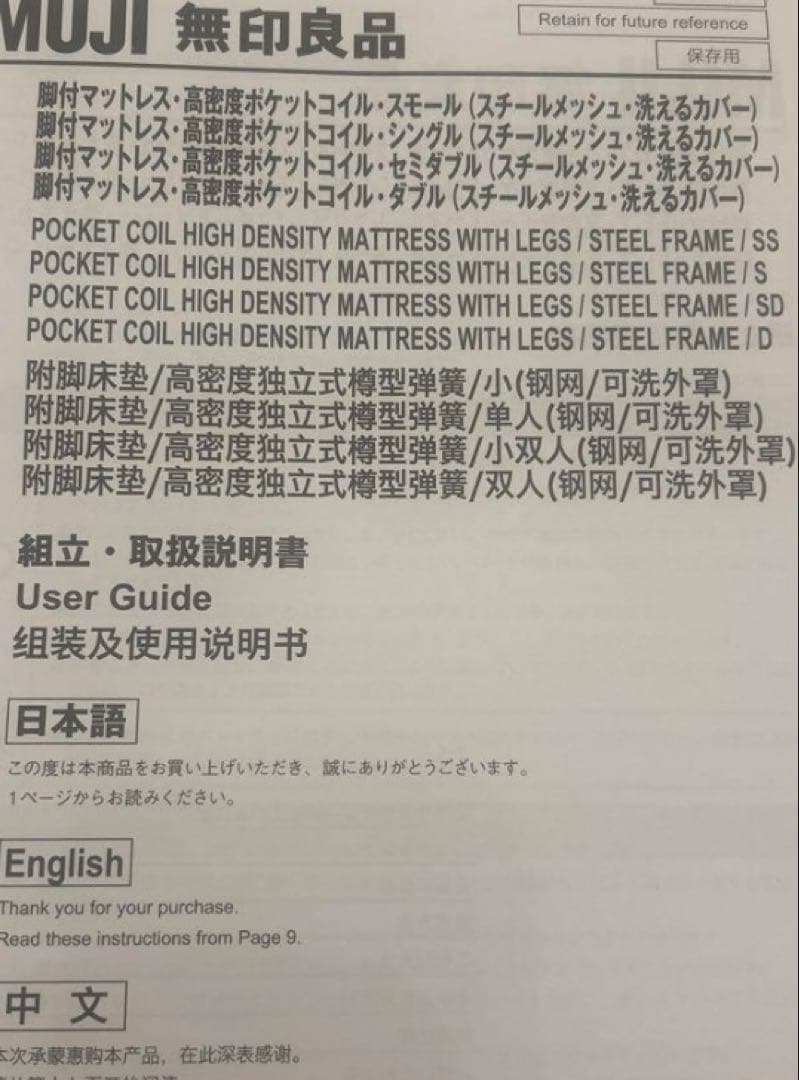 MUJI 無印良品
Retain for future reference
保存用
脚付マットレス・高密度ポケットコイル・スモール（スチールメッシュ・洗えるカバー）
脚付マットレス・高密度ポケットコイル・シングル（スチールメッシュ・洗えるカバー）
脚付マットレス・高密度ポケットコイル・セミダブル（スチールメッシュ・洗えるカバー）
脚付マットレス・高密度ポケットコイル・ダブル（スチールメッシュ・洗えるカバー）
POCKET COIL HIGH DENSITY MATTRESS WITH LEGS / STEEL FRAME / SS
POCKET COIL HIGH DENSITY MATTRESS WITH LEGS / STEEL FRAME / S
POCKET COIL HIGH DENSITY MATTRESS WITH LEGS / STEEL FRAME / SD
POCKET COIL HIGH DENSITY MATTRESS WITH LEGS / STEEL FRAME / D
附脚床垫/高密度独立式樽型弹簧/小(钢网/可洗外罩)
附脚床垫/高密度独立式樽型弹簧/单人(钢网/可洗外罩)
附脚床垫/高密度独立式樽型弹簧/小双人(钢网/可洗外罩)
附脚床垫/高密度独立式樽型弹簧/双人(钢网/可洗外罩)
組立・取扱説明書
User Guide
组装及使用说明书
日本語
この度は本商品をお買い上げいただき、誠にありがとうございます。
1ページからお読みください。
English
Thank you for your purchase.
Read these instructions from Page 9.
中 文
本次承蒙惠购本产品，在此深表感谢。